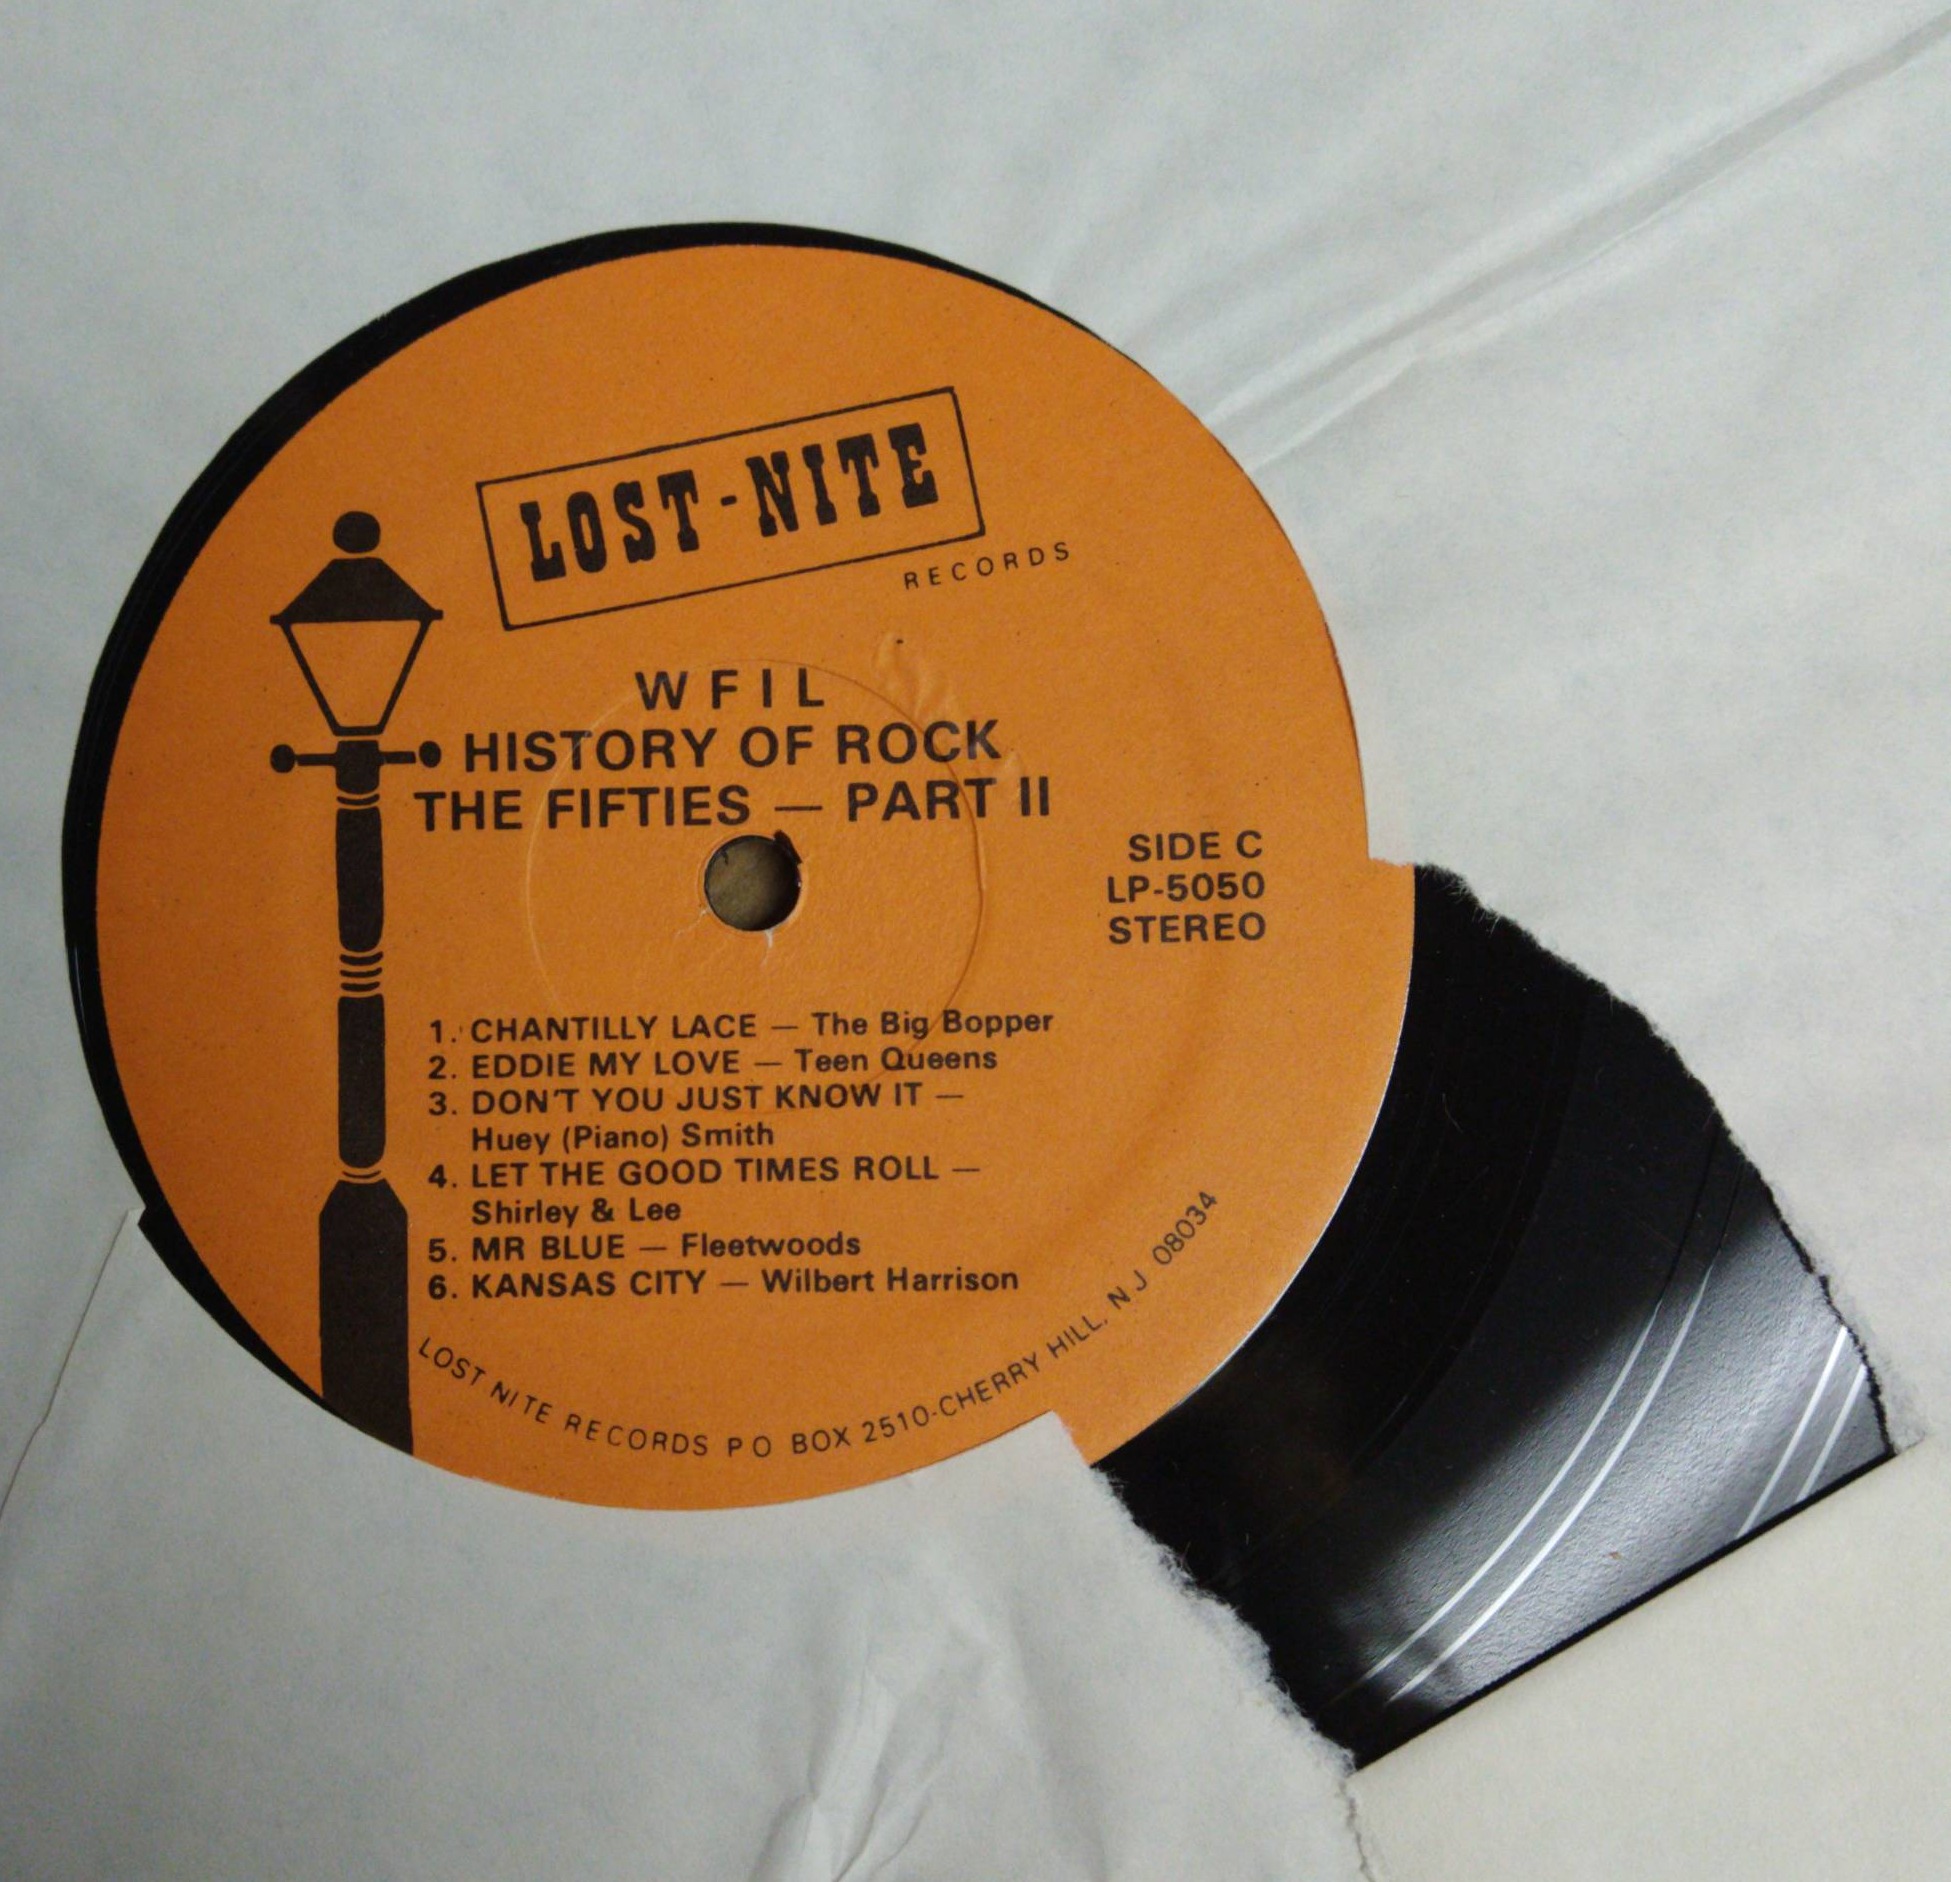 LOST-NITE
RECORDS
WFIL
HISTORY OF ROCK
THE FIFTIES — PART II
SIDE C
LP-5050
STEREO
1. CHANTILLY LACE — The Big Bopper
2. EDDIE MY LOVE — Teen Queens
3. DON'T YOU JUST KNOW IT —
Huey (Piano) Smith
4. LET THE GOOD TIMES ROLL —
Shirley & Lee
5. MR BLUE — Fleetwoods
6. KANSAS CITY — Wilbert Harrison
LOST NITE RECORDS P O BOX 2510-CHERRY HILL, N J 08034